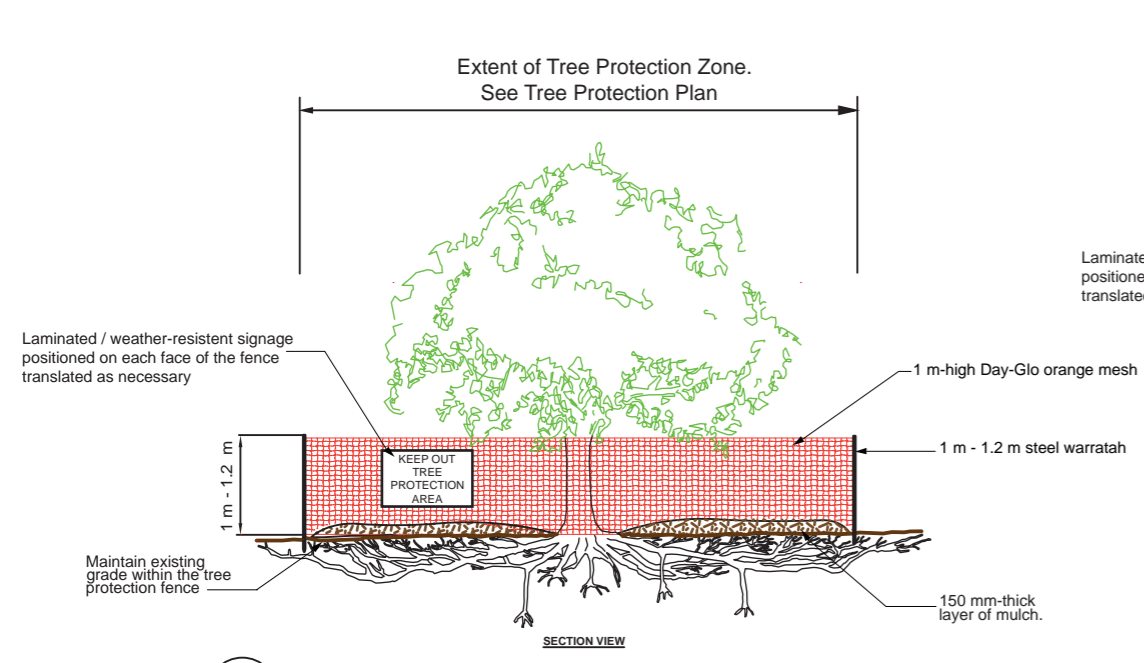 Extent of Tree Protection Zone.
See Tree Protection Plan
Laminate
positione
translate
Laminated / weather-resistent signage
positioned on each face of the fence
translated as necessary
1 m-high Day-Glo orange mesh
1 m - 1.2 m steel warratah
KEEP OUT
TREE
PROTECTION
AREA
1 m - 1.2 m
Maintain existing
grade within the tree
protection fence
150 mm-thick
layer of mulch.
SECTION VIEW